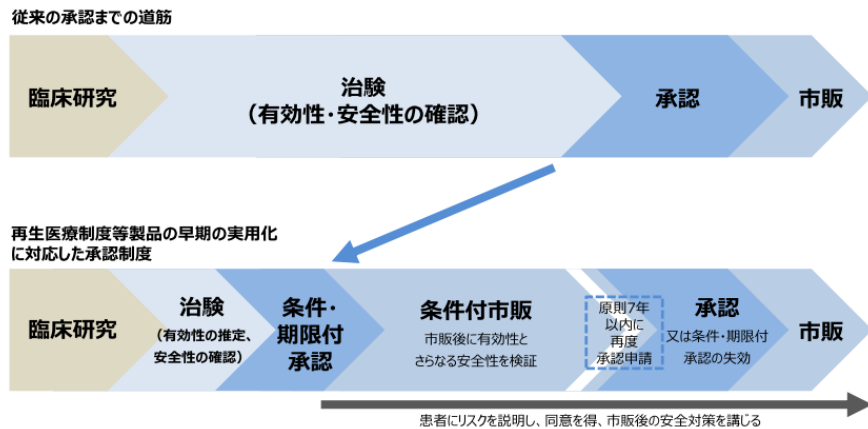 従来の承認までの道筋
臨床研究
治験
（有効性・安全性の確認）
承認
市販
再生医療制度等製品の早期の実用化
に対応した承認制度
臨床研究
治験
（有効性の推定、
安全性の確認）
条件・
期限付
承認
条件付市販
市販後に有効性と
さらなる安全性を検証
原則7年
以内に
再度
承認申請
承認
又は条件・期限付
承認の失効
市販
患者にリスクを説明し、同意を得、市販後の安全対策を講じる